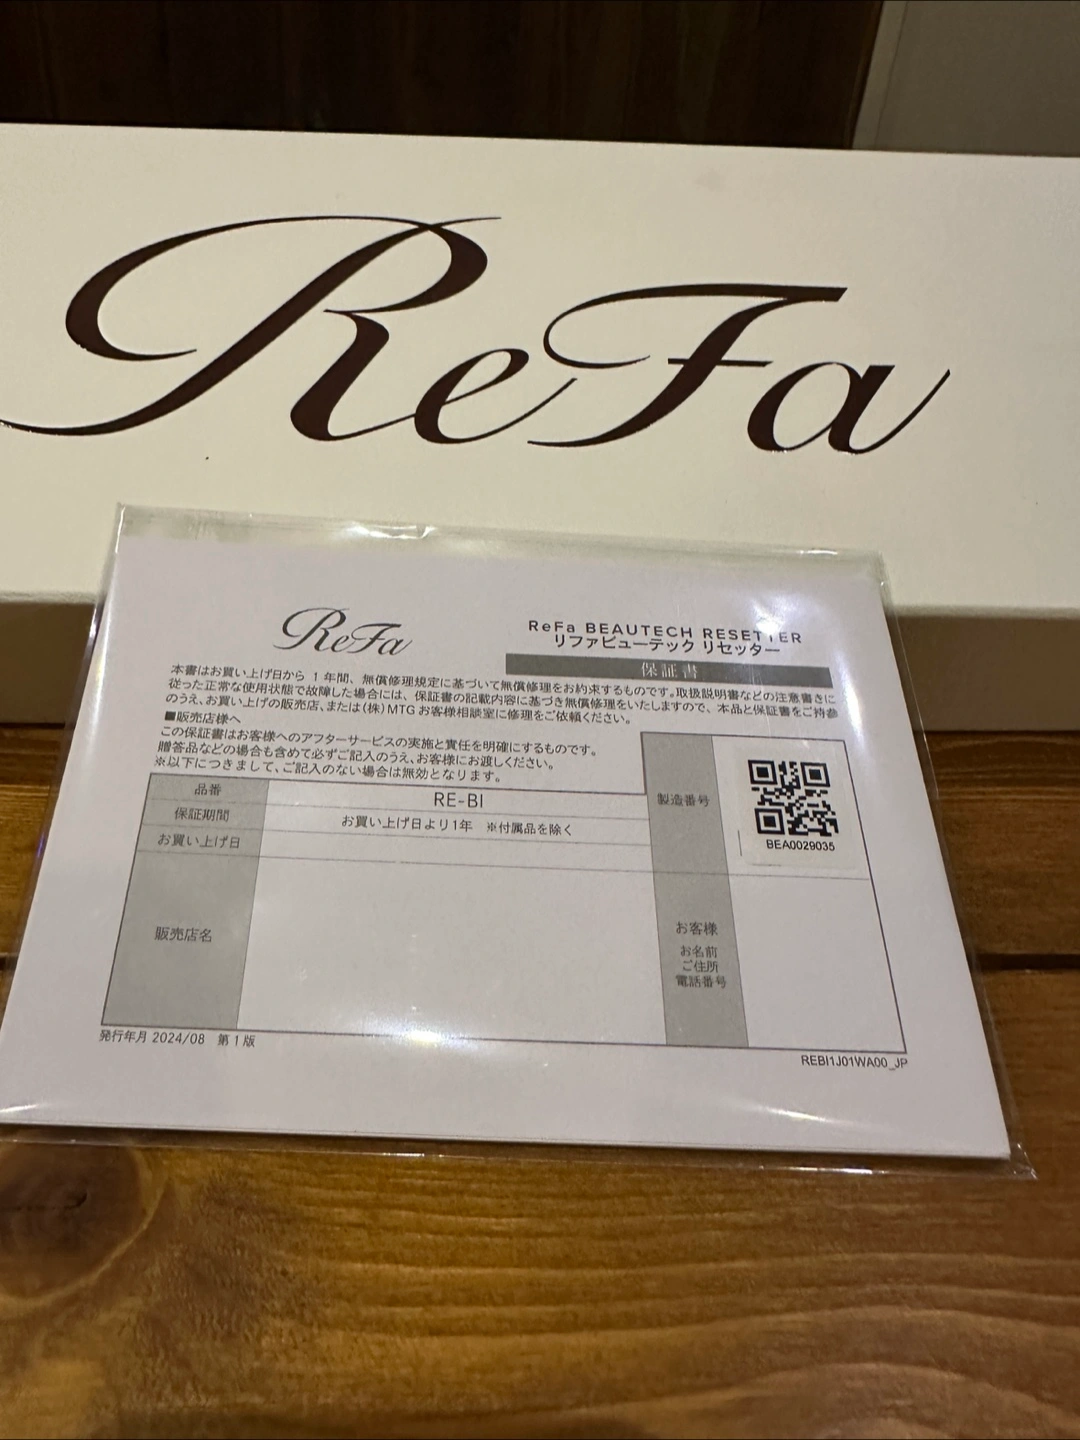 ReFa
ReFa
ReFa BEAUTECH RESETTER
リファビューテック リセッター
保証書
本書はお買い上げ日から 1 年間、無償修理規定に基づいて無償修理をお約束するものです。取扱説明書などの注意書きに
従った正常な使用状態で故障した場合には、保証書の記載内容に基づき無償修理をいたしますので、本品と保証書をご持参
のうえ、お買い上げの販売店、または(株)MTGお客様相談室に修理をご依頼ください。
■販売店様へ
この保証書はお客様へのアフターサービスの実施と責任を明確にするものです。
贈答品などの場合も含めて必ずご記入のうえ、お客様にお渡しください。
※以下につきまして、ご記入のない場合は無効となります。
品番
RE-BI
保証期間
お買い上げ日より1年 ※付属品を除く
お買い上げ日
製造番号
BEA0029035
販売店名
お客様
お名前
ご住所
電話番号
発行年月 2024/08 第1版
REBI1J01WA00_JP